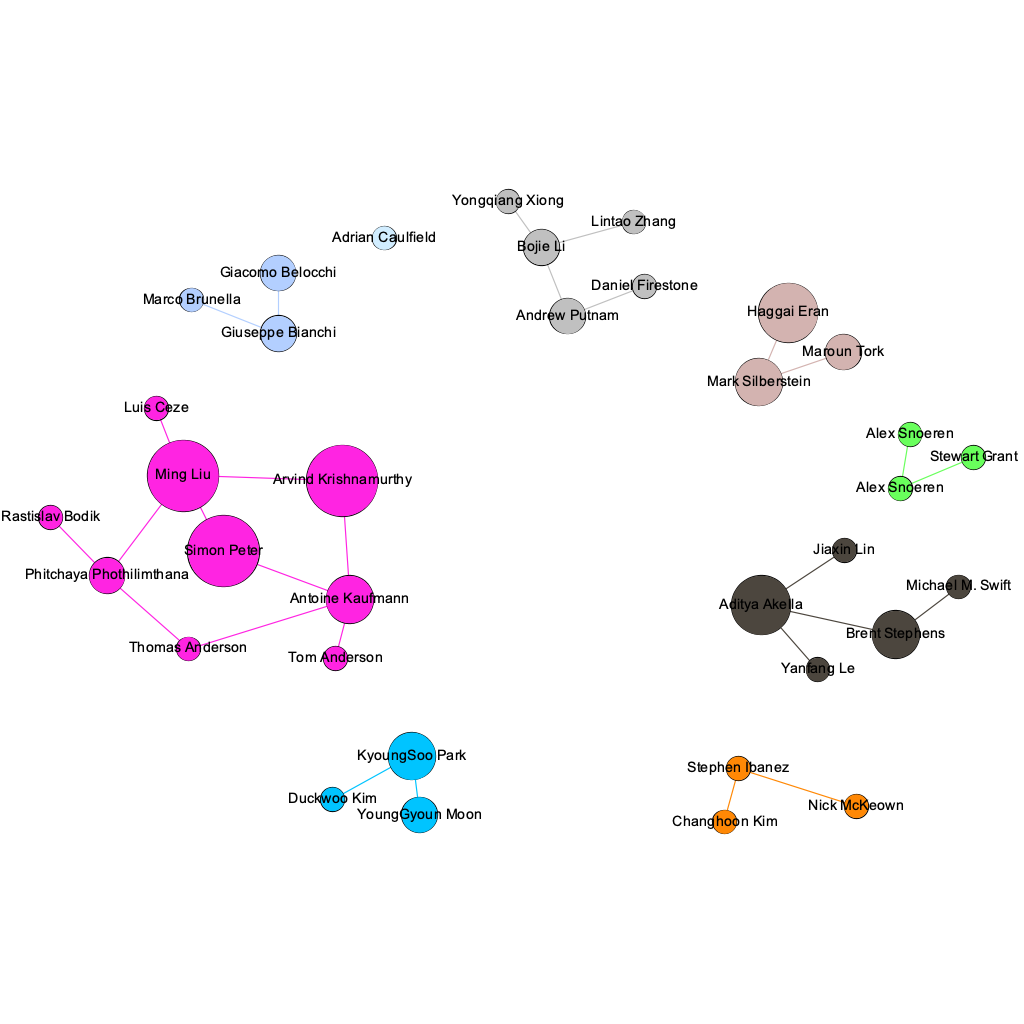 Yongqiang Xiong
Lintao Zhang
Adrian Caulfield
Bojie Li
Giacomo Belocchi
Daniel Firestone
Marco Brunella
Haggai Eran
Andrew Putnam
Giuseppe Bianchi
Maroun Tork
Mark Silberstein
Luis Ceze
Alex Snoeren
Stewart Grant
Ming Liu
Arvind Krishnamurthy
Alex Snoeren
Rastislav Bodik
Simon Peter
Jiaxin Lin
Phitchaya Phothilimthana
Michael M. Swift
Antoine Kaufmann
Aditya Akella
Brent Stephens
Thomas Anderson
Tom Anderson
Yanfang Le
KyoungSoo Park
Stephen Ibanez
Duckwoo Kim
Nick McKeown
YoungGyoun Moon
Changhoon Kim